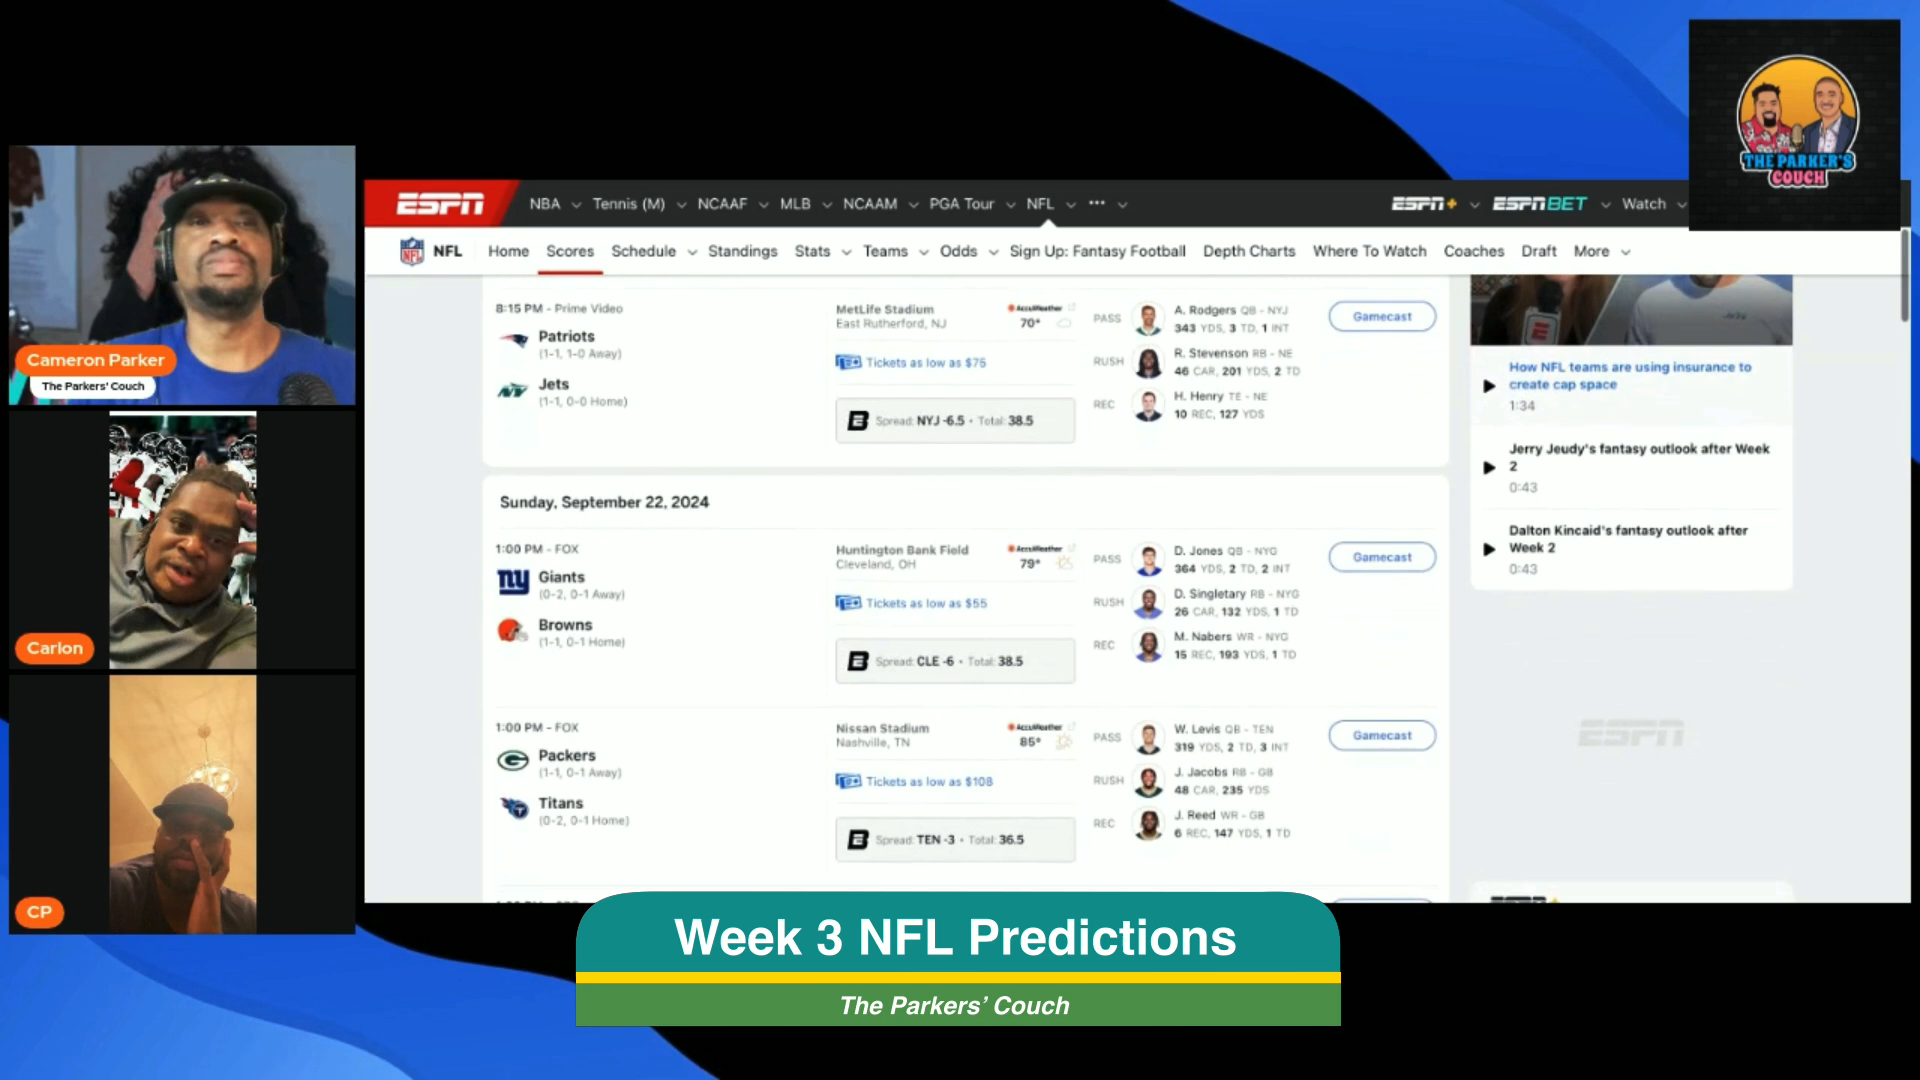 THE PARKER'S
COUCH
Cameron Parker
The Parkers' Couch
Carlon
CP
ESPN NBA Tennis (M) NCAAF MLB NCAAM PGA Tour NFL ••• ESPN+ ESPN BET Watch
NFL Home Scores Schedule Standings Stats Teams Odds Sign Up: Fantasy Football Depth Charts Where To Watch Coaches Draft More
8:15 PM - Prime Video
Patriots
(1-1, 1-0 Away)
Jets
(1-1, 0-0 Home)
MetLife Stadium
East Rutherford, NJ
AccuWeather
70°
Tickets as low as $75
Spread: NYJ -6.5 • Total: 38.5
PASS
A. Rodgers QB - NYJ
343 YDS, 3 TD, 1 INT
RUSH
R. Stevenson RB - NE
46 CAR, 201 YDS, 2 TD
REC
H. Henry TE - NE
10 REC, 127 YDS
Gamecast
Sunday, September 22, 2024
1:00 PM - FOX
Giants
(0-2, 0-1 Away)
Browns
(1-1, 0-1 Home)
Huntington Bank Field
Cleveland, OH
AccuWeather
79°
Tickets as low as $55
Spread: CLE -6 • Total: 38.5
PASS
D. Jones QB - NYG
364 YDS, 2 TD, 2 INT
RUSH
D. Singletary RB - NYG
26 CAR, 132 YDS, 1 TD
REC
M. Nabers WR - NYG
15 REC, 193 YDS, 1 TD
Gamecast
1:00 PM - FOX
Packers
(1-1, 0-1 Away)
Titans
(0-2, 0-1 Home)
Nissan Stadium
Nashville, TN
AccuWeather
85°
Tickets as low as $108
Spread: TEN -3 • Total: 36.5
PASS
W. Levis QB - TEN
319 YDS, 2 TD, 3 INT
RUSH
J. Jacobs RB - GB
48 CAR, 235 YDS
REC
J. Reed WR - GB
6 REC, 147 YDS, 1 TD
Gamecast
How NFL teams are using insurance to
create cap space
1:34
Jerry Jeudy's fantasy outlook after Week
2
0:43
Dalton Kincaid's fantasy outlook after
Week 2
0:43
ESPN
Week 3 NFL Predictions
The Parkers' Couch